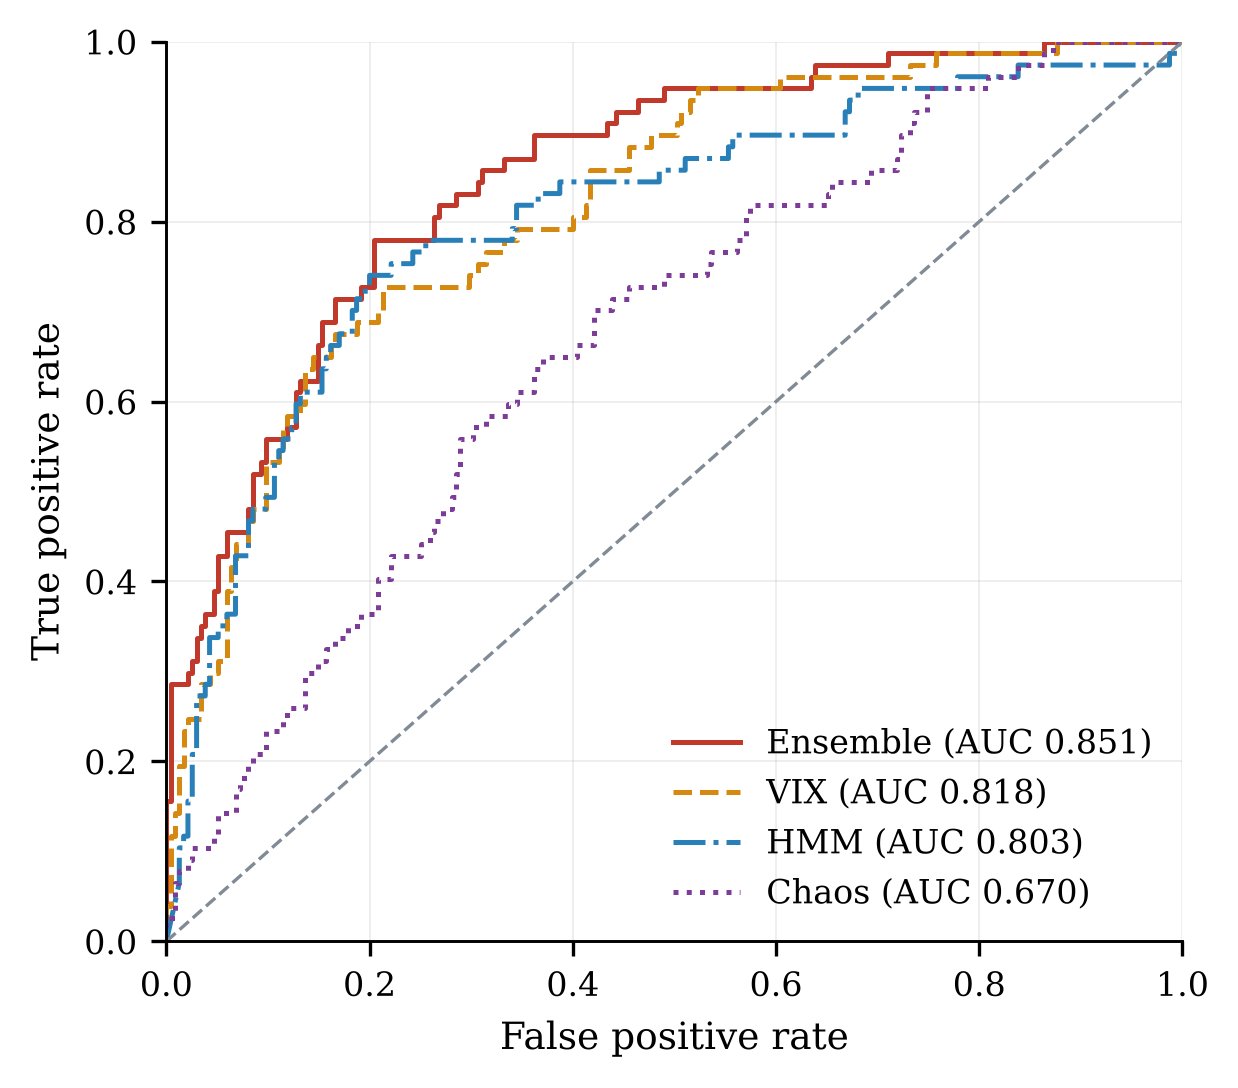 1.0
0.8
0.6
0.4
0.2
0.0
True positive rate
Ensemble (AUC 0.851)
VIX (AUC 0.818)
HMM (AUC 0.803)
Chaos (AUC 0.670)
0.0 0.2 0.4 0.6 0.8 1.0
False positive rate